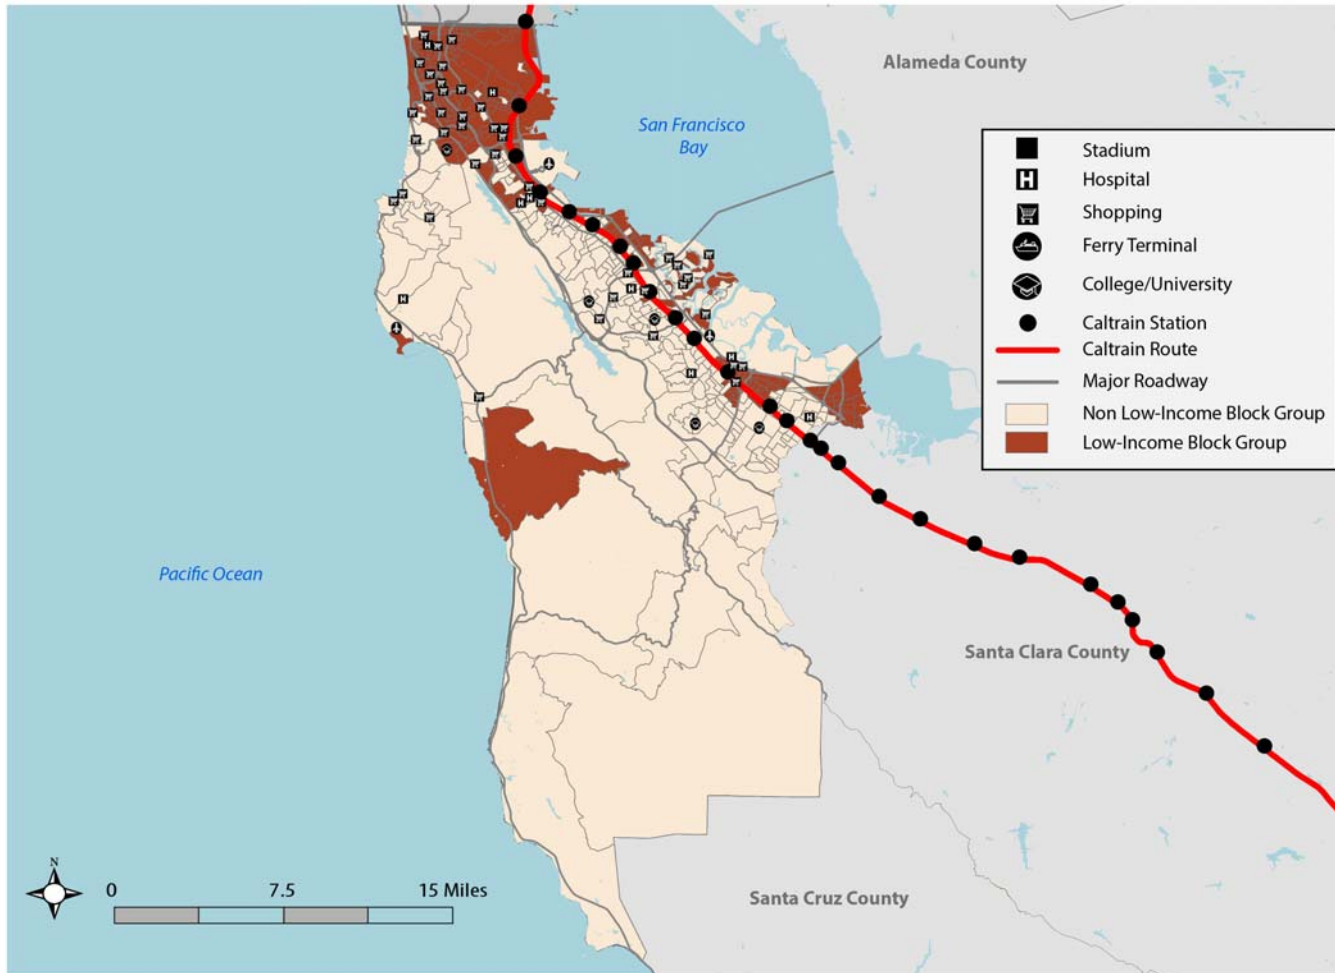 Alameda County
San Francisco
Bay
Stadium
H Hospital
Shopping
Ferry Terminal
College/University
Caltrain Station
Caltrain Route
Major Roadway
Non Low-Income Block Group
Low-Income Block Group
Pacific Ocean
Santa Clara County
N
0 7.5 15 Miles
Santa Cruz County